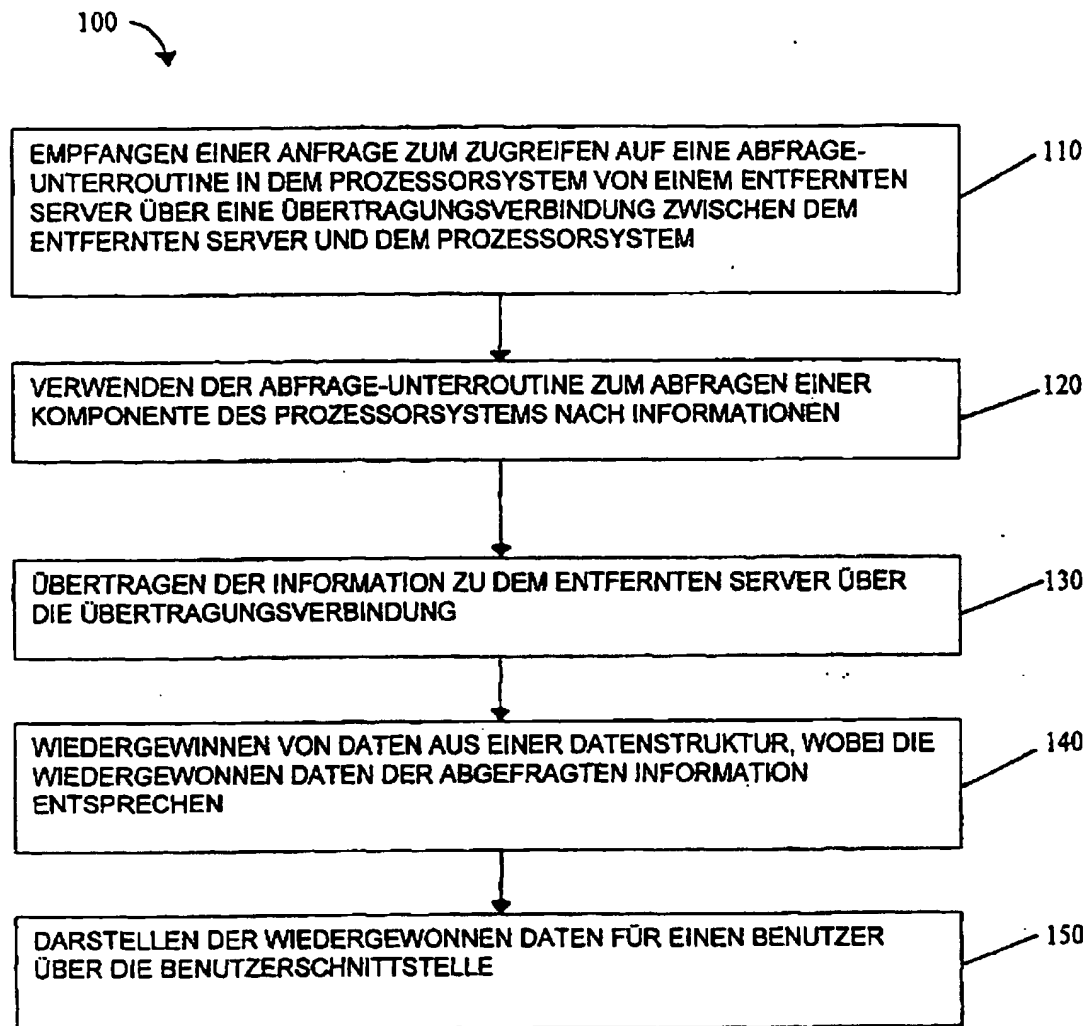 100
EMPFANGEN EINER ANFRAGE ZUM ZUGREIFEN AUF EINE ABFRAGE-
UNTERROUTINE IN DEM PROZESSORSYSTEM VON EINEM ENTFERNTEN
SERVER ÜBER EINE ÜBERTRAGUNGSVERBINDUNG ZWISCHEN DEM
ENTFERNTEN SERVER UND DEM PROZESSORSYSTEM
110
VERWENDEN DER ABFRAGE-UNTERROUTINE ZUM ABFRAGEN EINER
KOMPONENTE DES PROZESSORSYSTEMS NACH INFORMATIONEN
120
ÜBERTRAGEN DER INFORMATION ZU DEM ENTFERNTEN SERVER ÜBER
DIE ÜBERTRAGUNGSVERBINDUNG
130
WIEDERGEWINNEN VON DATEN AUS EINER DATENSTRUKTUR, WOBEI DIE
WIEDERGEWONNEN DATEN DER ABGEFRAGTEN INFORMATION
ENTSPRECHEN
140
DARSTELLEN DER WIEDERGEWONNEN DATEN FÜR EINEN BENUTZER
ÜBER DIE BENUTZERSCHNITTSTELLE
150